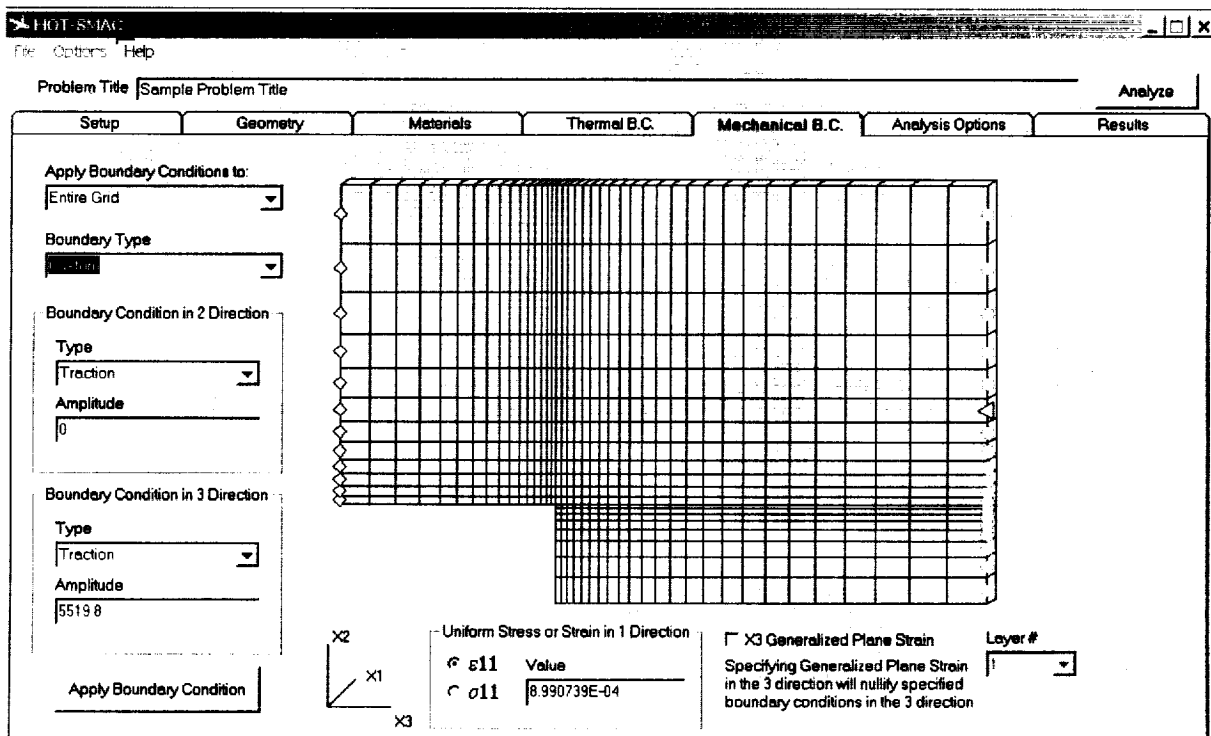 HOT-SMAC
File Options Help
Problem Title Sample Problem Title Analyze
Setup Geometry Materials Thermal B.C. Mechanical B.C. Analysis Options Results
Apply Boundary Conditions to:
Entire Grid
Boundary Type
Custom
Boundary Condition in 2 Direction
Type
Traction
Amplitude
0
Boundary Condition in 3 Direction
Type
Traction
Amplitude
5519.8
Apply Boundary Condition
X2
X1
X3
Uniform Stress or Strain in 1 Direction
ε11
σ11
Value
8.990739E-04
X3 Generalized Plane Strain
Specifying Generalized Plane Strain
in the 3 direction will nullify specified
boundary conditions in the 3 direction
Layer #
1